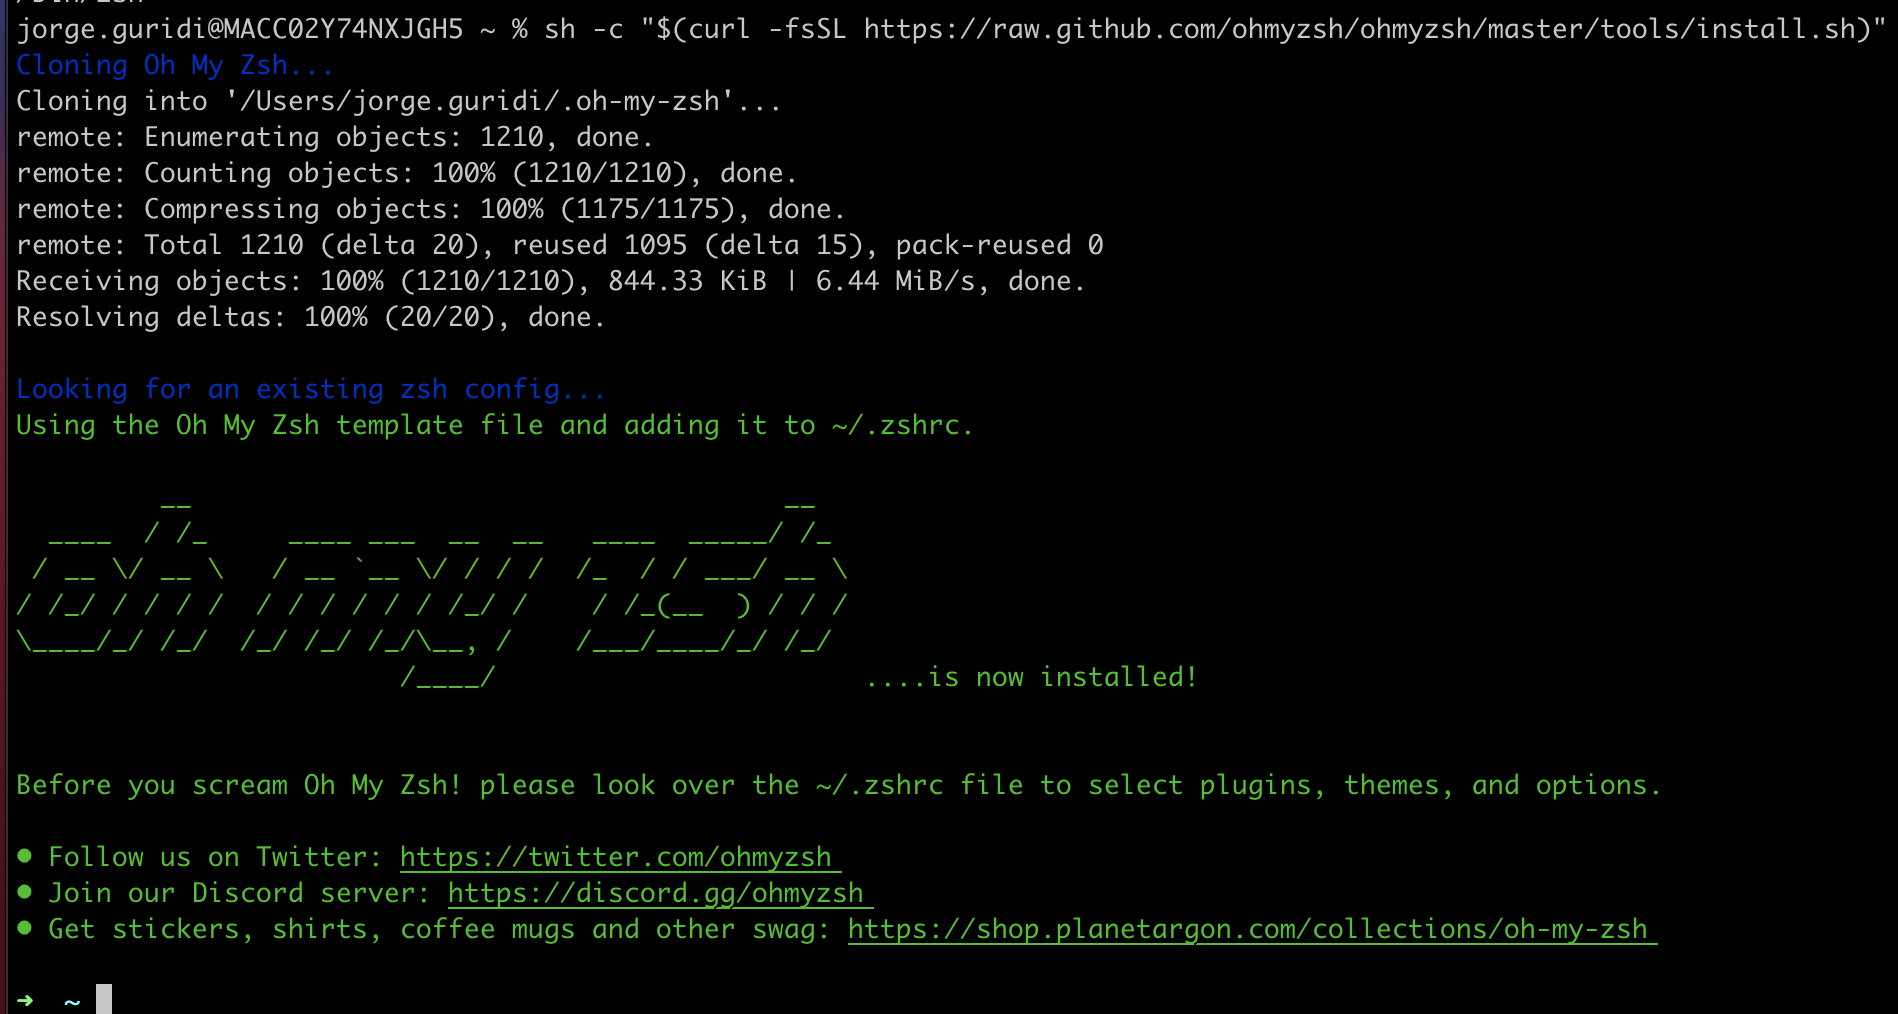 jorge.guridi@MACC02Y74NXJGH5 ~ % sh -c "$(curl -fsSL https://raw.github.com/ohmyzsh/ohmyzsh/master/tools/install.sh)"
Cloning Oh My Zsh...
Cloning into '/Users/jorge.guridi/.oh-my-zsh'...
remote: Enumerating objects: 1210, done.
remote: Counting objects: 100% (1210/1210), done.
remote: Compressing objects: 100% (1175/1175), done.
remote: Total 1210 (delta 20), reused 1095 (delta 15), pack-reused 0
Receiving objects: 100% (1210/1210), 844.33 KiB | 6.44 MiB/s, done.
Resolving deltas: 100% (20/20), done.
Looking for an existing zsh config...
Using the Oh My Zsh template file and adding it to ~/.zshrc.
oh my zsh
....is now installed!
Before you scream Oh My Zsh! please look over the ~/.zshrc file to select plugins, themes, and options.
● Follow us on Twitter: https://twitter.com/ohmyzsh
● Join our Discord server: https://discord.gg/ohmyzsh
● Get stickers, shirts, coffee mugs and other swag: https://shop.planetargon.com/collections/oh-my-zsh
➜ ~